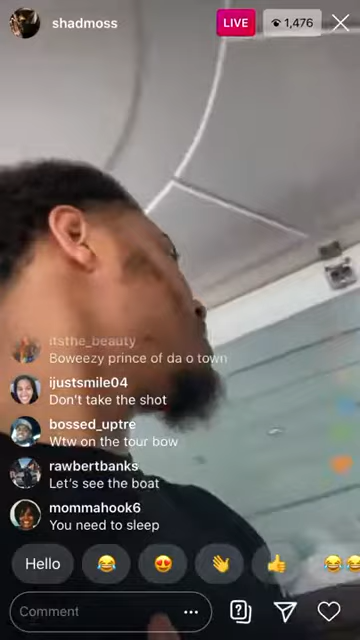 shadmoss
LIVE
1,476
itsthe_beauty
Boweezy prince of da o town
ijustsmile04
Don't take the shot
bossed_uptre
Wtw on the tour bow
rawbertbanks
Let's see the boat
mommahook6
You need to sleep
Hello
Comment